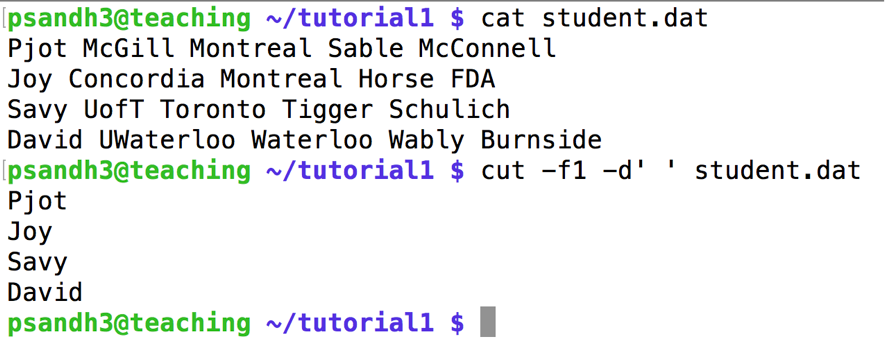 psandh3@teaching ~/tutorial1 $ cat student.dat
Pjot McGill Montreal Sable McConnell
Joy Concordia Montreal Horse FDA
Savy UofT Toronto Tigger Schulich
David UWaterloo Waterloo Wably Burnside
psandh3@teaching ~/tutorial1 $ cut -f1 -d' ' student.dat
Pjot
Joy
Savy
David
psandh3@teaching ~/tutorial1 $